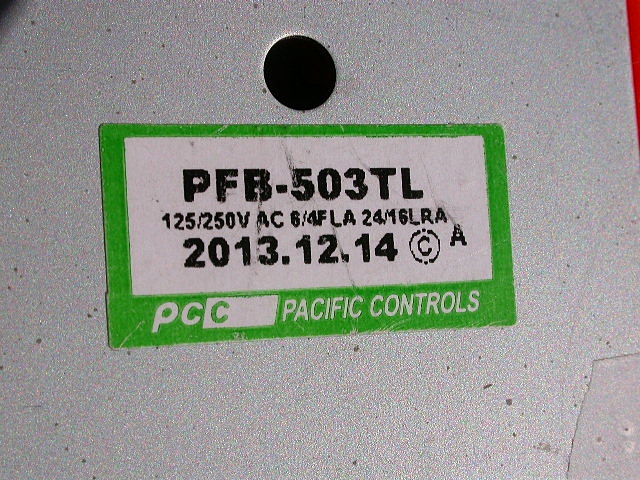 PFB-503TL
125/250V AC 6/4FLA 24/16LRA
2013.12.14 © A
PCC PACIFIC CONTROLS